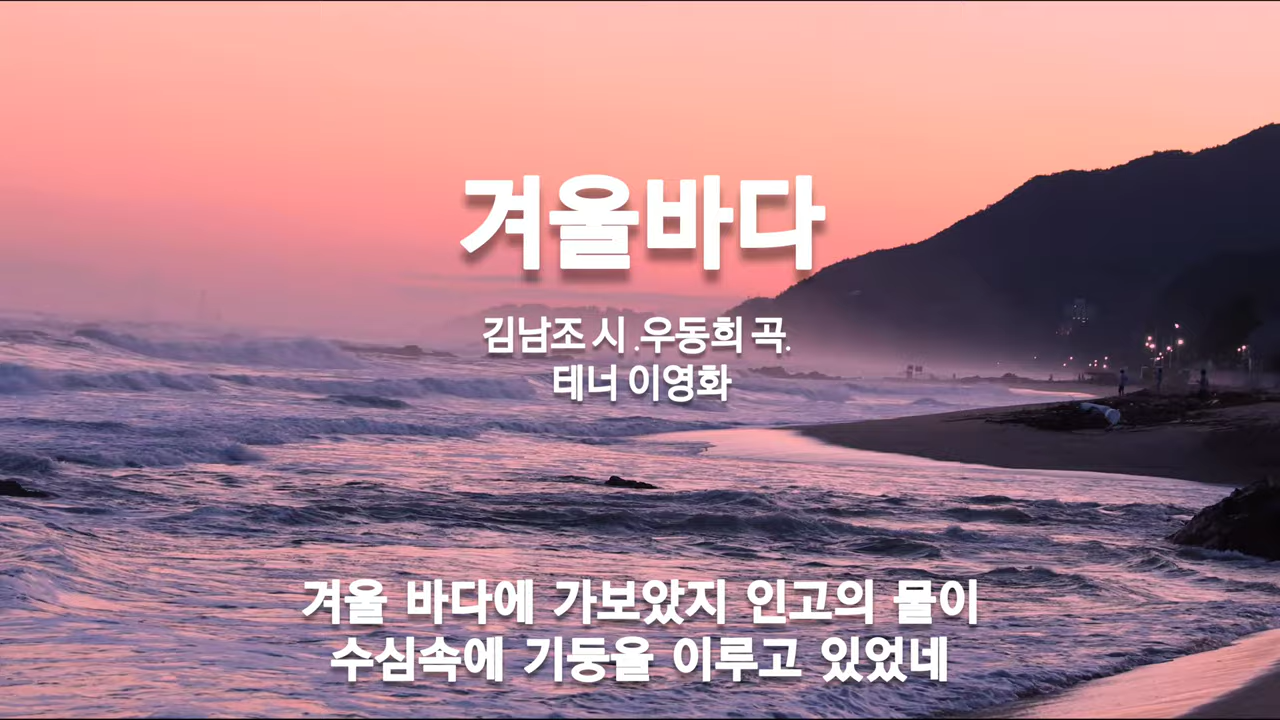 겨울바다
김남조 시 .우동희 곡.
테너 이영화
겨울 바다에 가보았지 인고의 물이
수심속에 기둥을 이루고 있었네